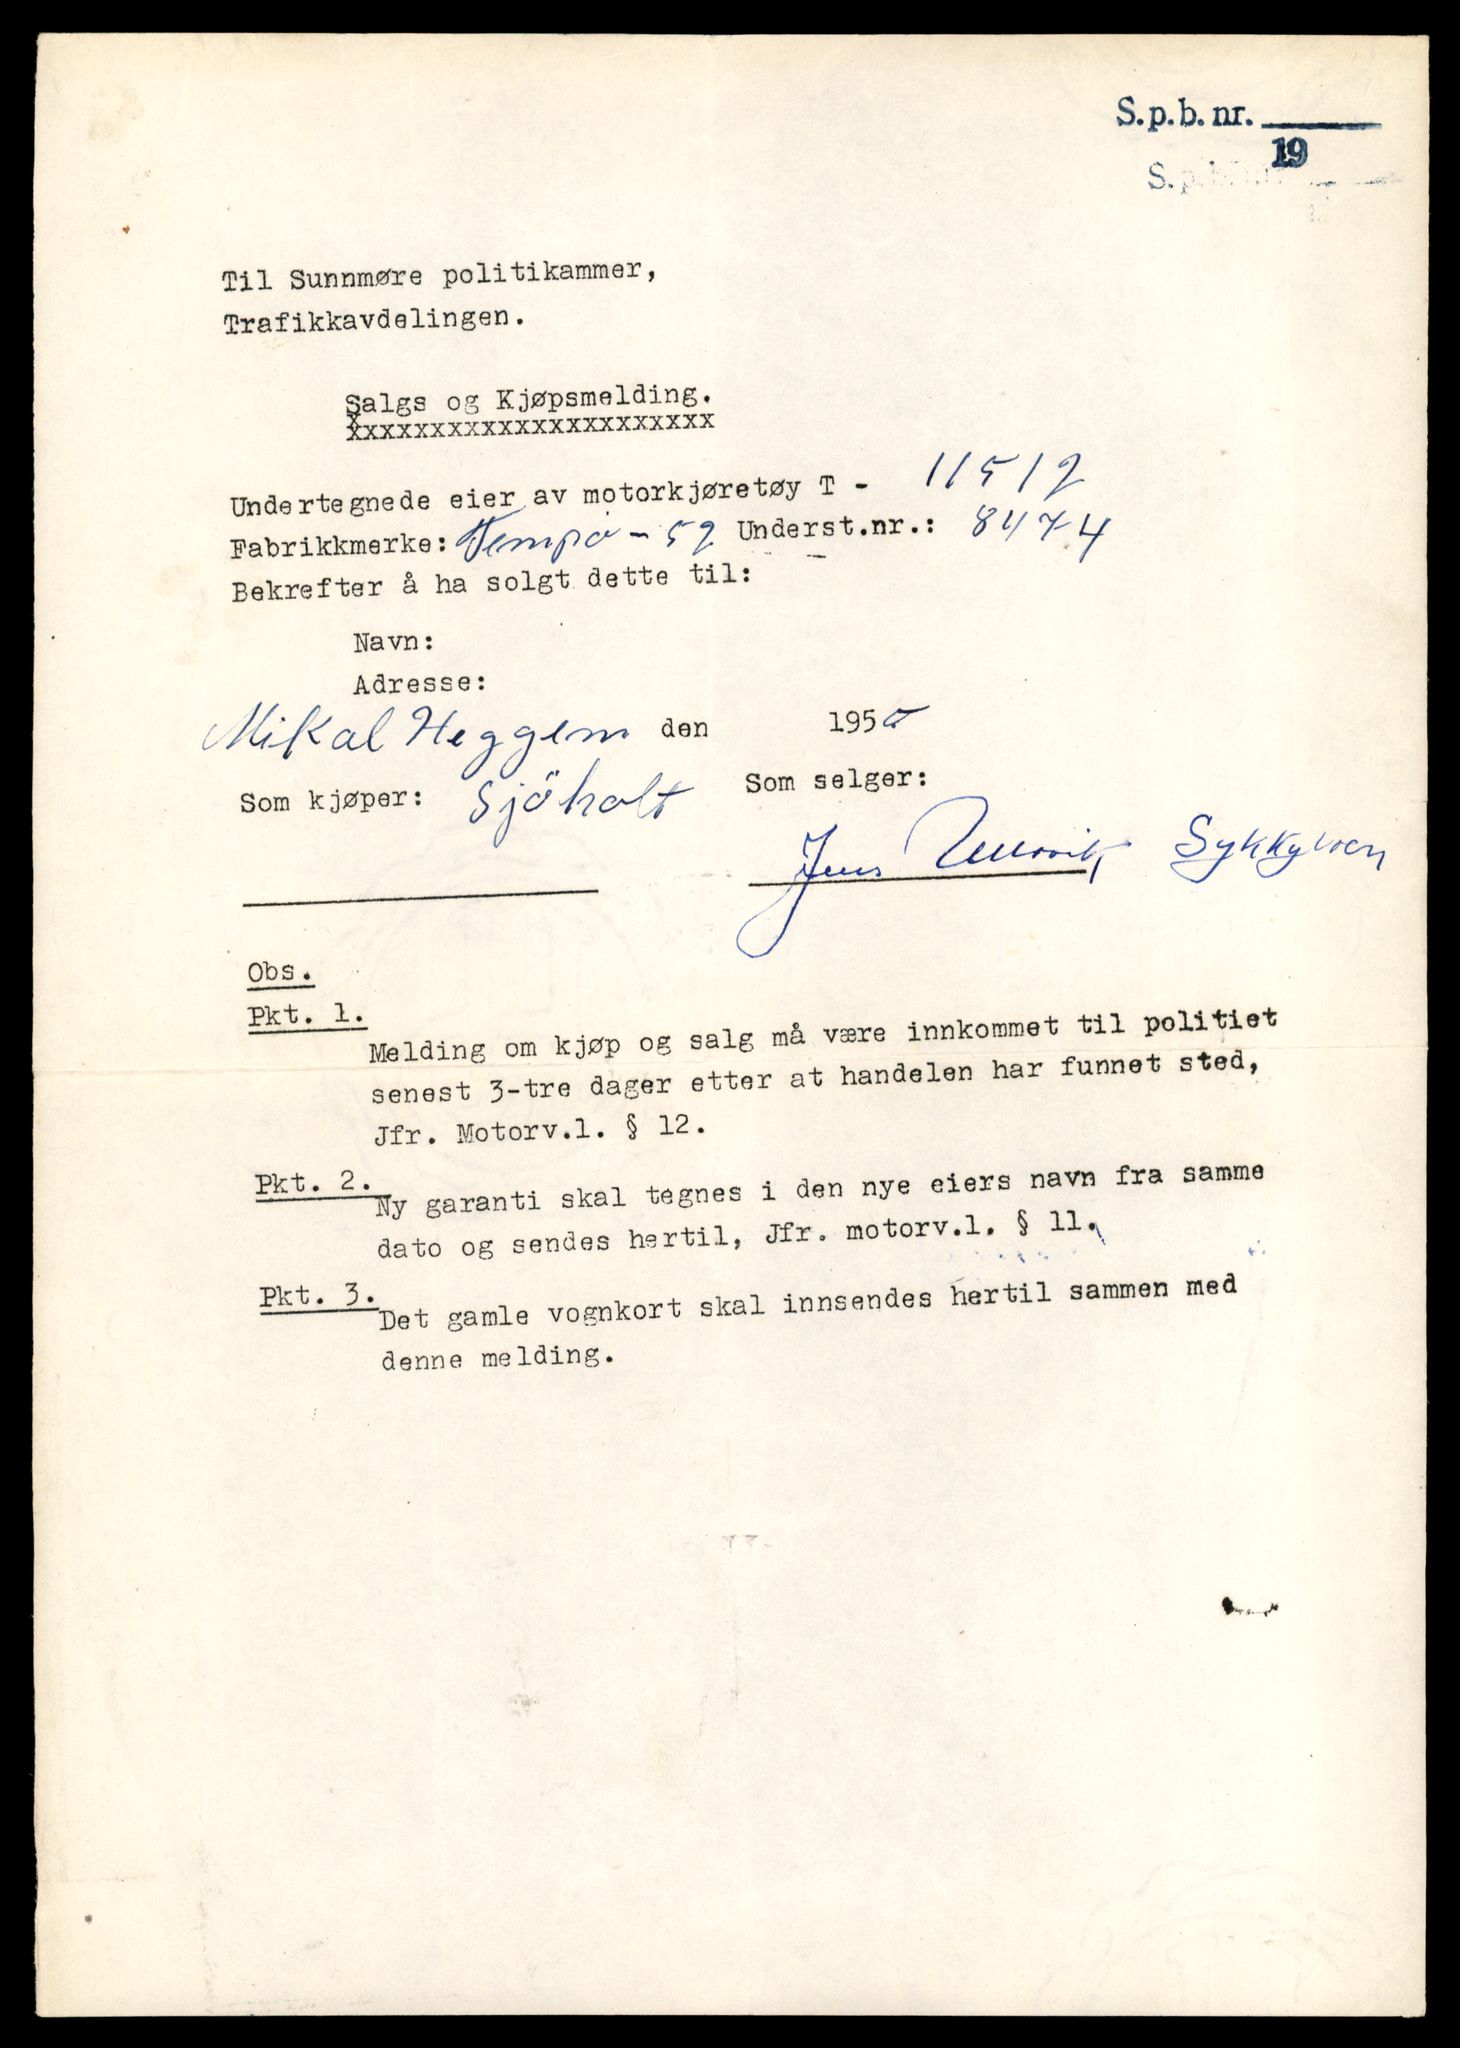 S.p.b. nr.
19
Til Sunnmøre politikammer,
Trafikkavdelingen.
Salgs og Kjøpsmelding.
xxxxxxxxxxxxxxxxxxxxxx
Undertegnede eier av motorkjøretøy T - 11512
Fabrikkmerke: Tempo - 52 Underst.nr.: 8474
Bekrefter å ha solgt dette til:
Navn:
Adresse:
Mikal Heggem den 195
Som kjøper: Sjöholt Som selger:
Jens Sykkylven
Obs.
Pkt. 1.
Melding om kjøp og salg må være innkommet til politiet
senest 3-tre dager etter at handelen har funnet sted,
Jfr. Motorv.l. § 12.
Pkt. 2.
Ny garanti skal tegnes i den nye eiers navn fra samme
dato og sendes hertil, Jfr. motorv.l. § 11.
Pkt. 3.
Det gamle vognkort skal innsendes hertil sammen med
denne melding.